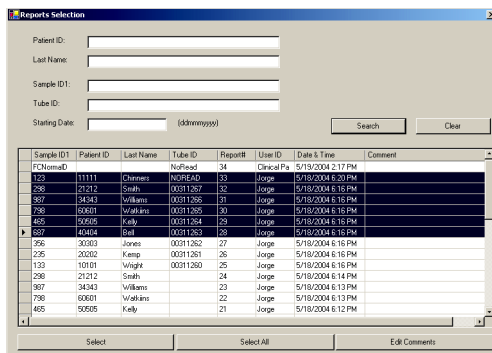 Reports Selection
Patient ID:
Last Name:
Sample ID1:
Tube ID:
Starting Date: (ddmmmyyyy)
Search Clear
Sample ID1 Patient ID Last Name Tube ID Report# User ID Date & Time Comment
FCNormalD NoRead 34 Clinical Pa 5/19/2004 2:17 PM
123 11111 Chinners NOREAD 33 Jorge 5/18/2004 6:20 PM
298 21212 Smith 00311267 32 Jorge 5/18/2004 6:16 PM
987 34343 Williams 00311266 31 Jorge 5/18/2004 6:16 PM
798 60601 Watkiins 00311265 30 Jorge 5/18/2004 6:16 PM
465 50505 Kelly 00311264 29 Jorge 5/18/2004 6:16 PM
687 40404 Bell 00311263 28 Jorge 5/18/2004 6:16 PM
356 30303 Jones 00311262 27 Jorge 5/18/2004 6:16 PM
235 20202 Kemp 00311261 26 Jorge 5/18/2004 6:16 PM
133 10101 Wright 00311260 25 Jorge 5/18/2004 6:16 PM
298 21212 Smith 24 Jorge 5/18/2004 6:14 PM
987 34343 Williams 23 Jorge 5/18/2004 6:13 PM
798 60601 Watkiins 22 Jorge 5/18/2004 6:13 PM
465 50505 Kelly 21 Jorge 5/18/2004 6:12 PM
Select Select All Edit Comments